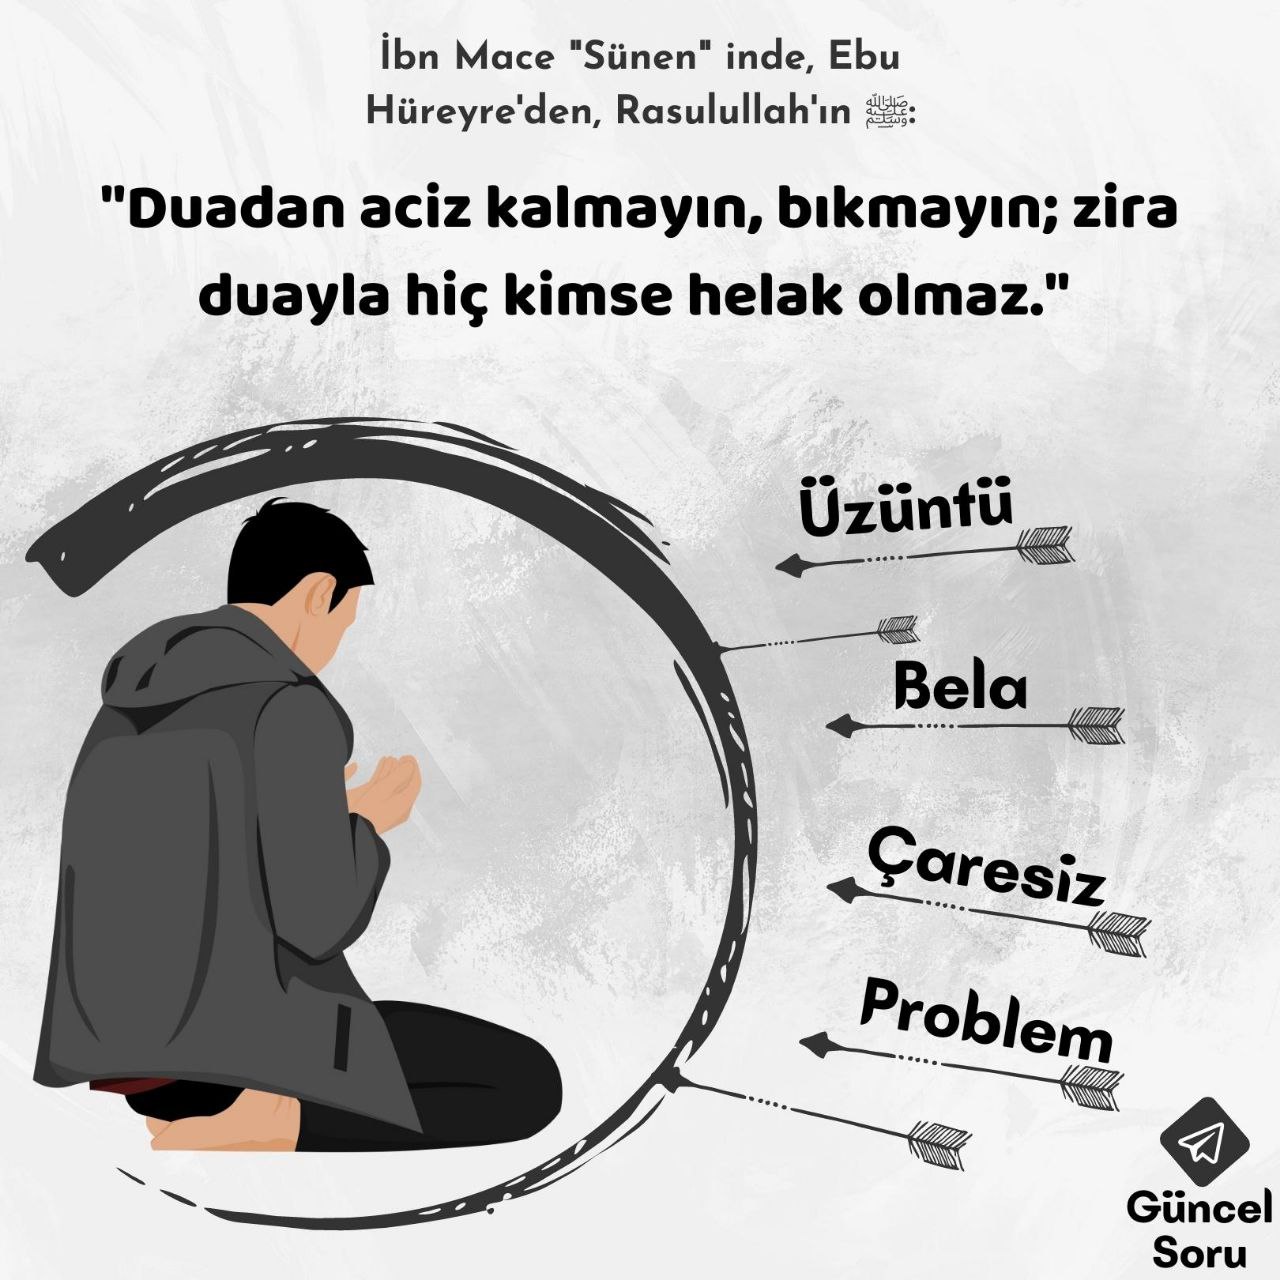 İbn Mace "Sünen" inde, Ebu
Hüreyre'den, Rasulullah'ın ﷺ:
"Duadan aciz kalmayın, bıkmayın; zira
duayla hiç kimse helak olmaz."
Üzüntü
Bela
Çaresiz
Problem
Güncel
Soru